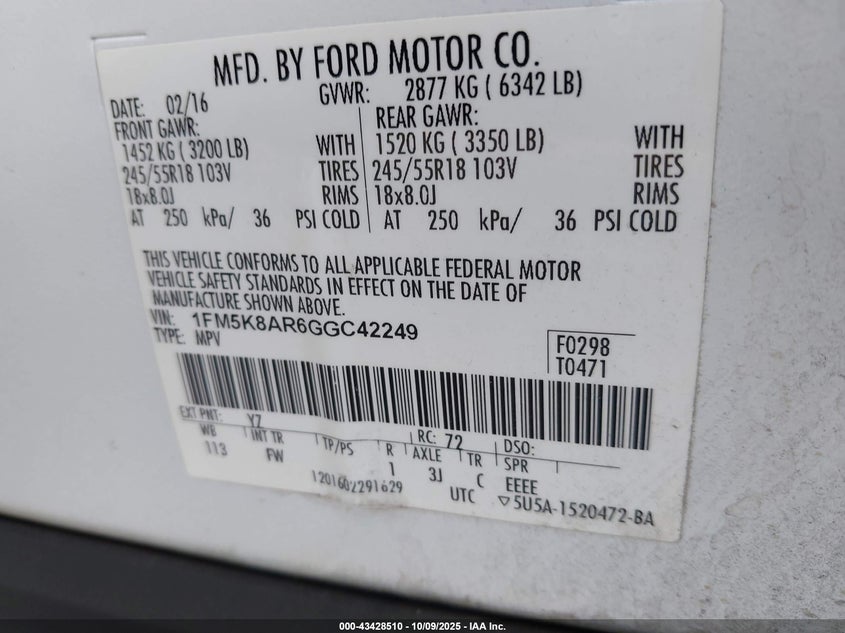 MFD. BY FORD MOTOR CO.
DATE: 02/16 GVWR: 2877 KG ( 6342 LB)
FRONT GAWR: REAR GAWR:
1452 KG ( 3200 LB) WITH 1520 KG ( 3350 LB) WITH
245/55R18 103V TIRES 245/55R18 103V TIRES
18x8.0J RIMS 18x8.0J RIMS
AT 250 kPa/ 36 PSI COLD AT 250 kPa/ 36 PSI COLD
THIS VEHICLE CONFORMS TO ALL APPLICABLE FEDERAL MOTOR
VEHICLE SAFETY STANDARDS IN EFFECT ON THE DATE OF
MANUFACTURE SHOWN ABOVE.
VIN: 1FM5K8AR6GGC42249
TYPE: MPV
F0298
T0471
EXT PNT: YZ RC: 72 DSO:
WB INT TR TP/PS R AXLE TR SPR
113 FW 1 3J C EEEE
1201602291629 UTC ▽5U5A-1520472-BA
000-43428510 - 10/09/2025 - IAA Inc.